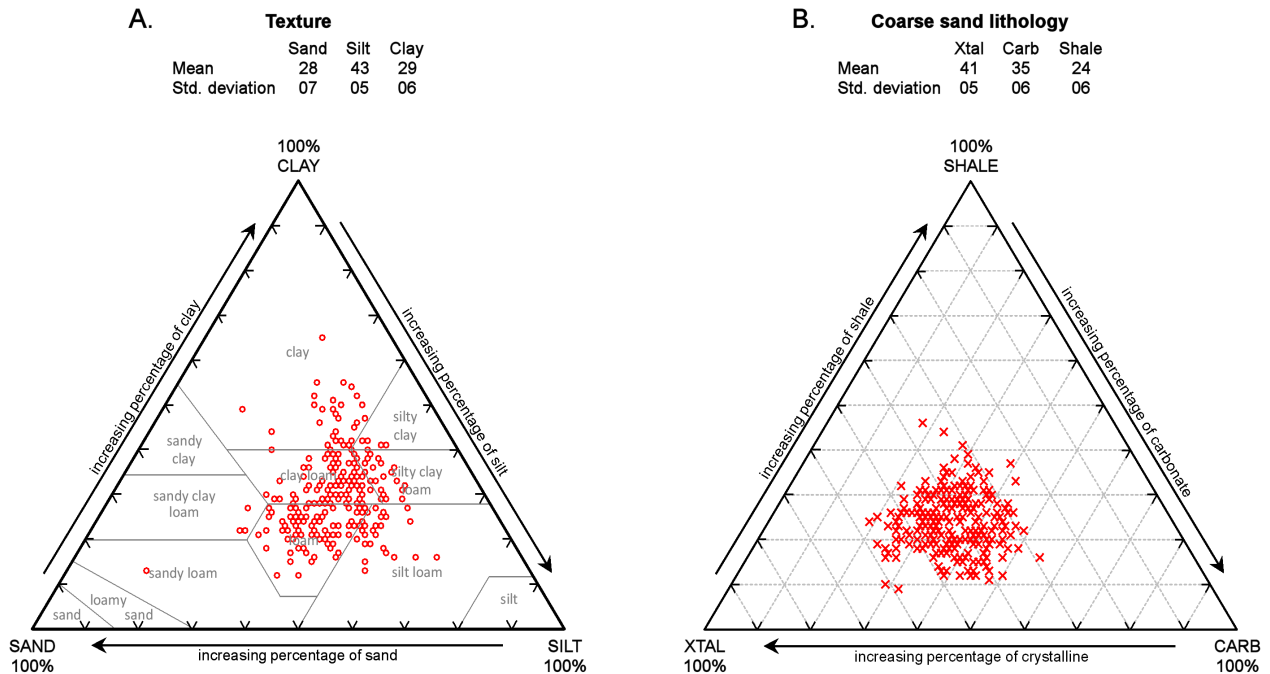 A. Texture
Sand Silt Clay
Mean 28 43 29
Std. deviation 07 05 06
100%
CLAY
increasing percentage of clay
increasing percentage of silt
clay
silty
clay
sandy
clay
clay loam
silty clay
loam
sandy clay
loam
loam
sandy loam
silt loam
loamy
sand
sand
silt
SAND
100%
increasing percentage of sand
SILT
100%
B. Coarse sand lithology
Xtal Carb Shale
Mean 41 35 24
Std. deviation 05 06 06
100%
SHALE
increasing percentage of shale
increasing percentage of carbonate
XTAL
100%
increasing percentage of crystalline
CARB
100%